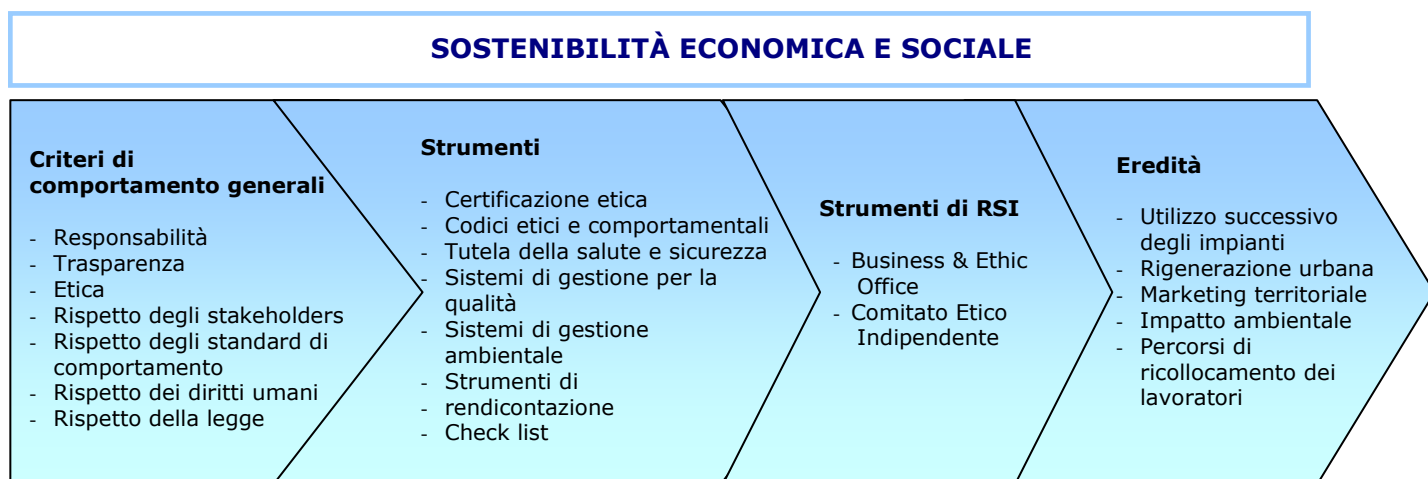 SOSTENIBILITÀ ECONOMICA E SOCIALE
Criteri di
comportamento generali
- Responsabilità
- Trasparenza
- Etica
- Rispetto degli stakeholders
- Rispetto degli standard di
comportamento
- Rispetto dei diritti umani
- Rispetto della legge
Strumenti
- Certificazione etica
- Codici etici e comportamentali
- Tutela della salute e sicurezza
- Sistemi di gestione per la
qualità
- Sistemi di gestione
ambientale
- Strumenti di
- rendicontazione
- Check list
Strumenti di RSI
- Business & Ethic
Office
- Comitato Etico
Indipendente
Eredità
- Utilizzo successivo
degli impianti
- Rigenerazione urbana
- Marketing territoriale
- Impatto ambientale
- Percorsi di
ricollocamento dei
lavoratori